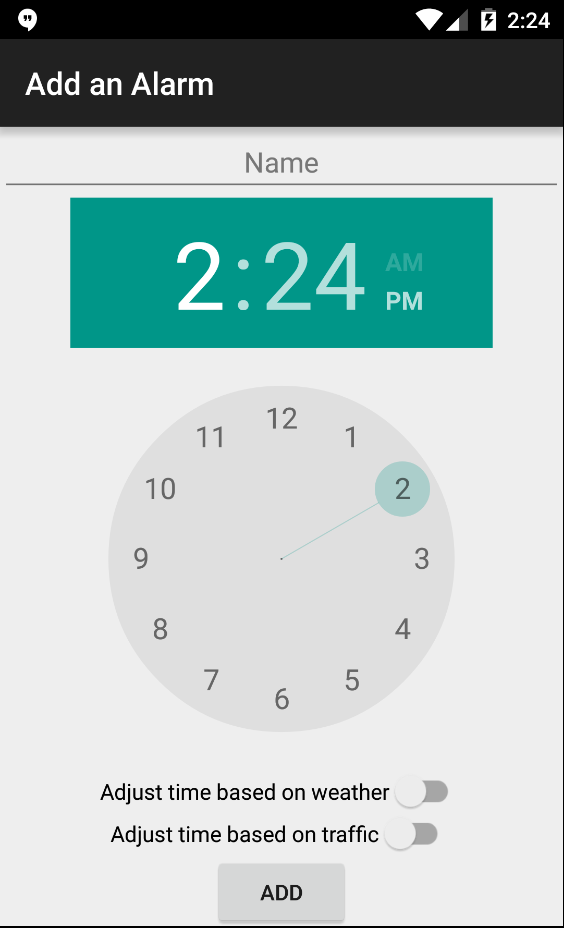 2:24
Add an Alarm
Name
2:24
AM
PM
12
11
1
10
2
9
3
8
4
7
5
6
Adjust time based on weather
Adjust time based on traffic
ADD